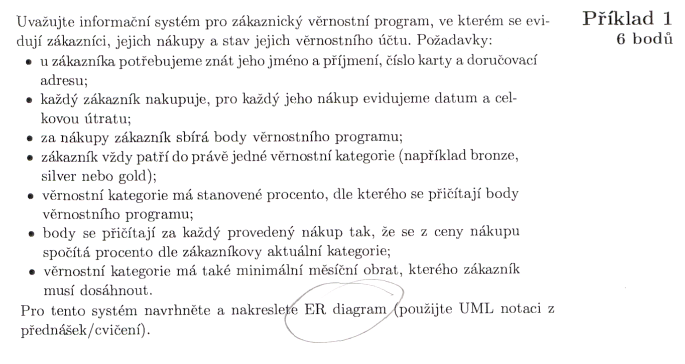 Uvažujte informační systém pro zákaznický věrnostní program, ve kterém se evi-
dují zákazníci, jejich nákupy a stav jejich věrnostního účtu. Požadavky:
• u zákazníka potřebujeme znát jeho jméno a příjmení, číslo karty a doručovací
adresu;
• každý zákazník nakupuje, pro každý jeho nákup evidujeme datum a cel-
kovou útratu;
• za nákupy zákazník sbírá body věrnostního programu;
• zákazník vždy patří do právě jedné věrnostní kategorie (například bronze,
silver nebo gold);
• věrnostní kategorie má stanovené procento, dle kterého se přičítají body
věrnostního programu;
• body se přičítají za každý provedený nákup tak, že se z ceny nákupu
spočítá procento dle zákazníkovy aktuální kategorie;
• věrnostní kategorie má také minimální měsíční obrat, kterého zákazník
musí dosáhnout.
Pro tento systém navrhněte a nakreslete ER diagram (použijte UML notaci z
přednášek/cvičení).
Příklad 1
6 bodů